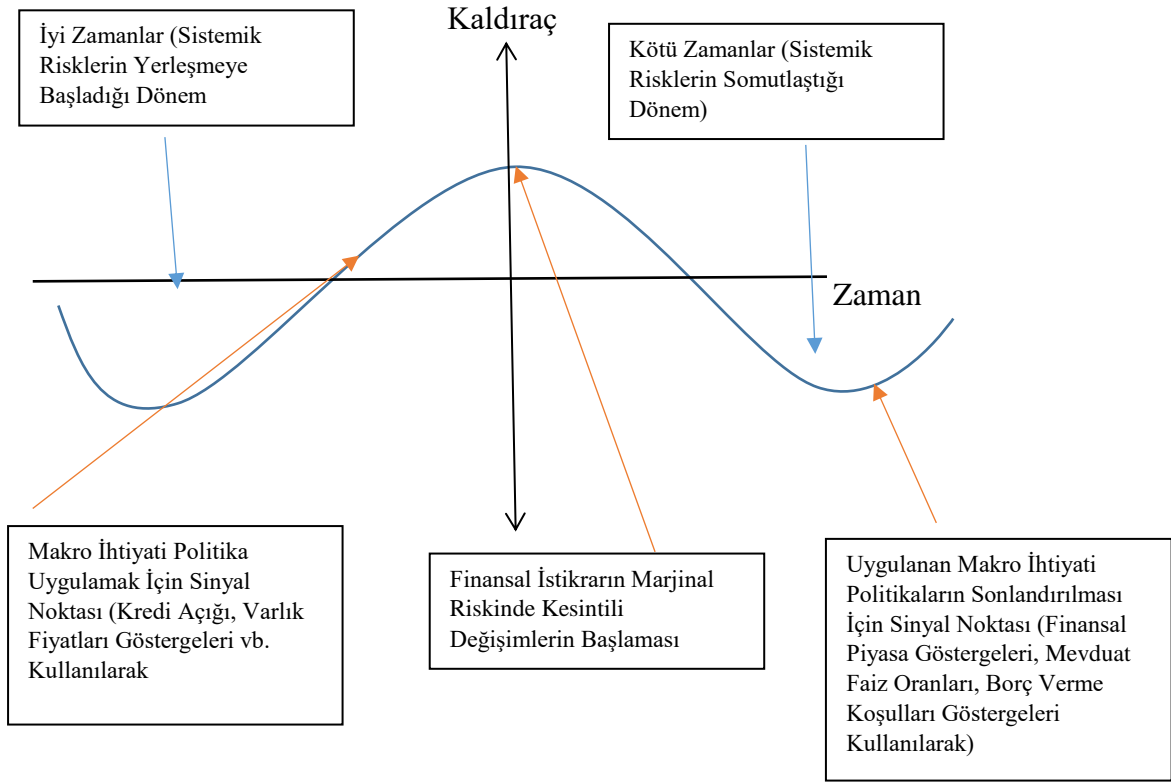 İyi Zamanlar (Sistemik
Risklerin Yerleşmeye
Başladığı Dönem
Kaldıraç
Kötü Zamanlar (Sistemik
Risklerin Somutlaştığı
Dönem)
Zaman
Makro İhtiyati Politika
Uygulamak İçin Sinyal
Noktası (Kredi Açığı, Varlık
Fiyatları Göstergeleri vb.
Kullanılarak
Finansal İstikrarın Marjinal
Riskinde Kesintili
Değişimlerin Başlaması
Uygulanan Makro İhtiyati
Politikaların Sonlandırılması
İçin Sinyal Noktası (Finansal
Piyasa Göstergeleri, Mevduat
Faiz Oranları, Borç Verme
Koşulları Göstergeleri
Kullanılarak)